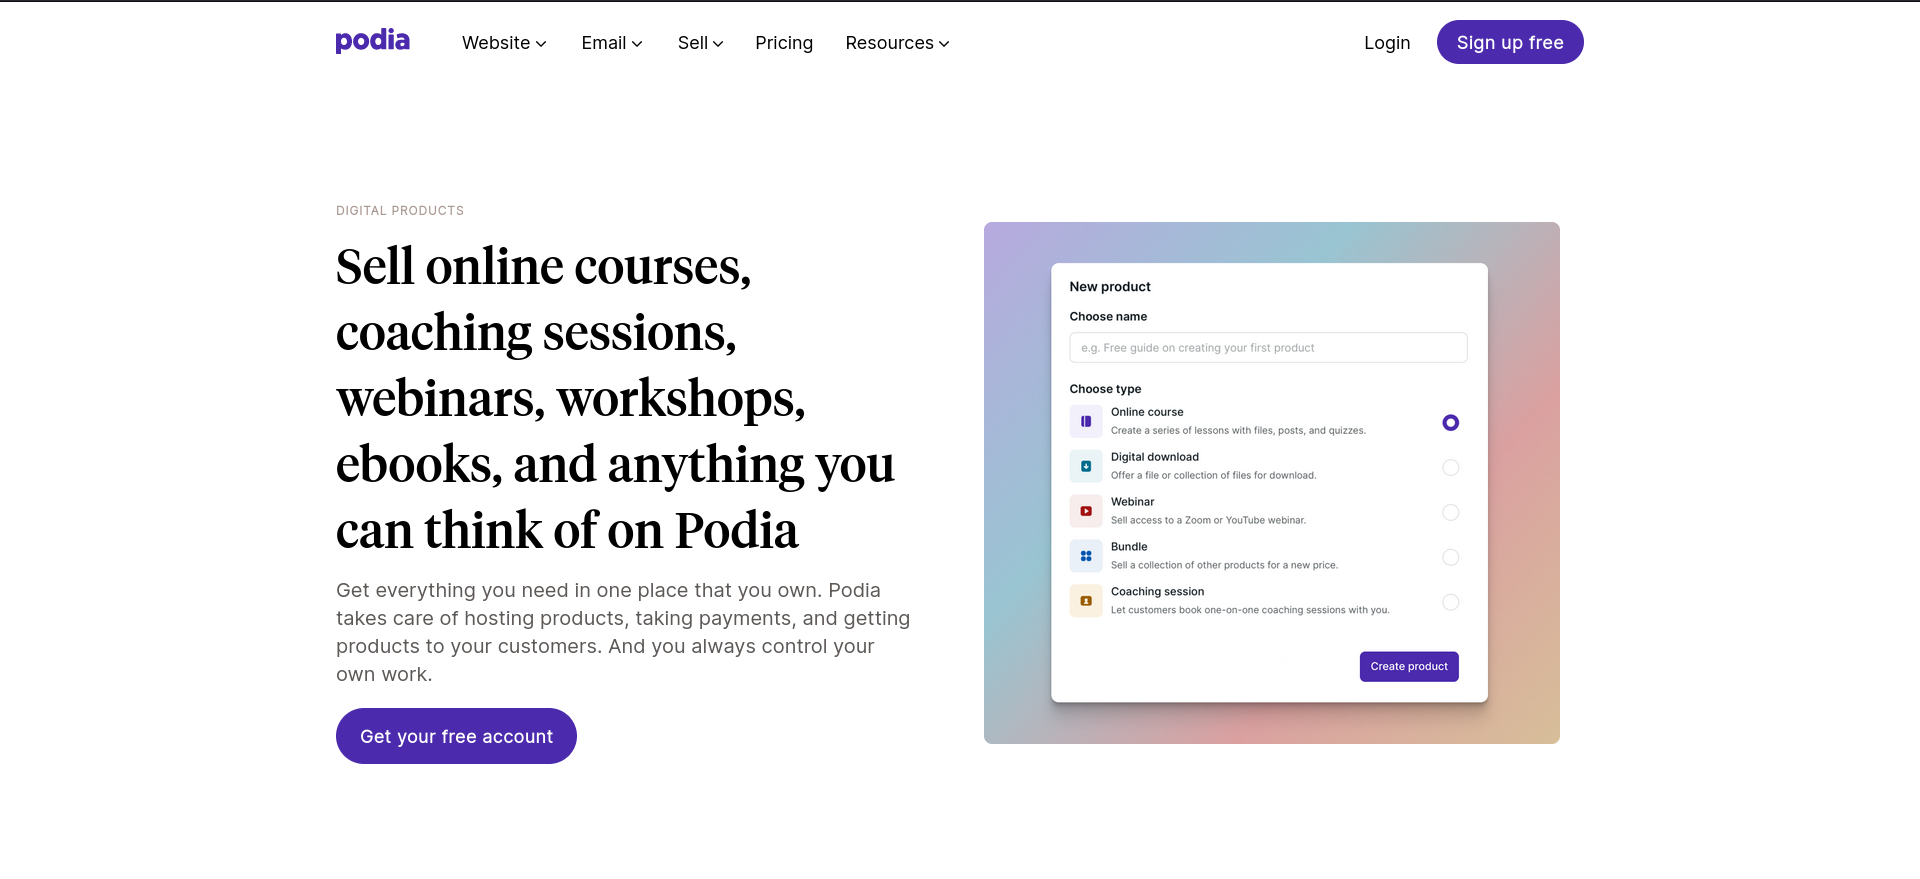 podia
Website
Email
Sell
Pricing
Resources
Login
Sign up free
DIGITAL PRODUCTS
Sell online courses,
coaching sessions,
webinars, workshops,
ebooks, and anything you
can think of on Podia
Get everything you need in one place that you own. Podia
takes care of hosting products, taking payments, and getting
products to your customers. And you always control your
own work.
Get your free account
New product
Choose name
e.g. Free guide on creating your first product
Choose type
Online course
Create a series of lessons with files, posts, and quizzes.
Digital download
Offer a file or collection of files for download.
Webinar
Sell access to a Zoom or YouTube webinar.
Bundle
Sell a collection of other products for a new price.
Coaching session
Let customers book one-on-one coaching sessions with you.
Create product